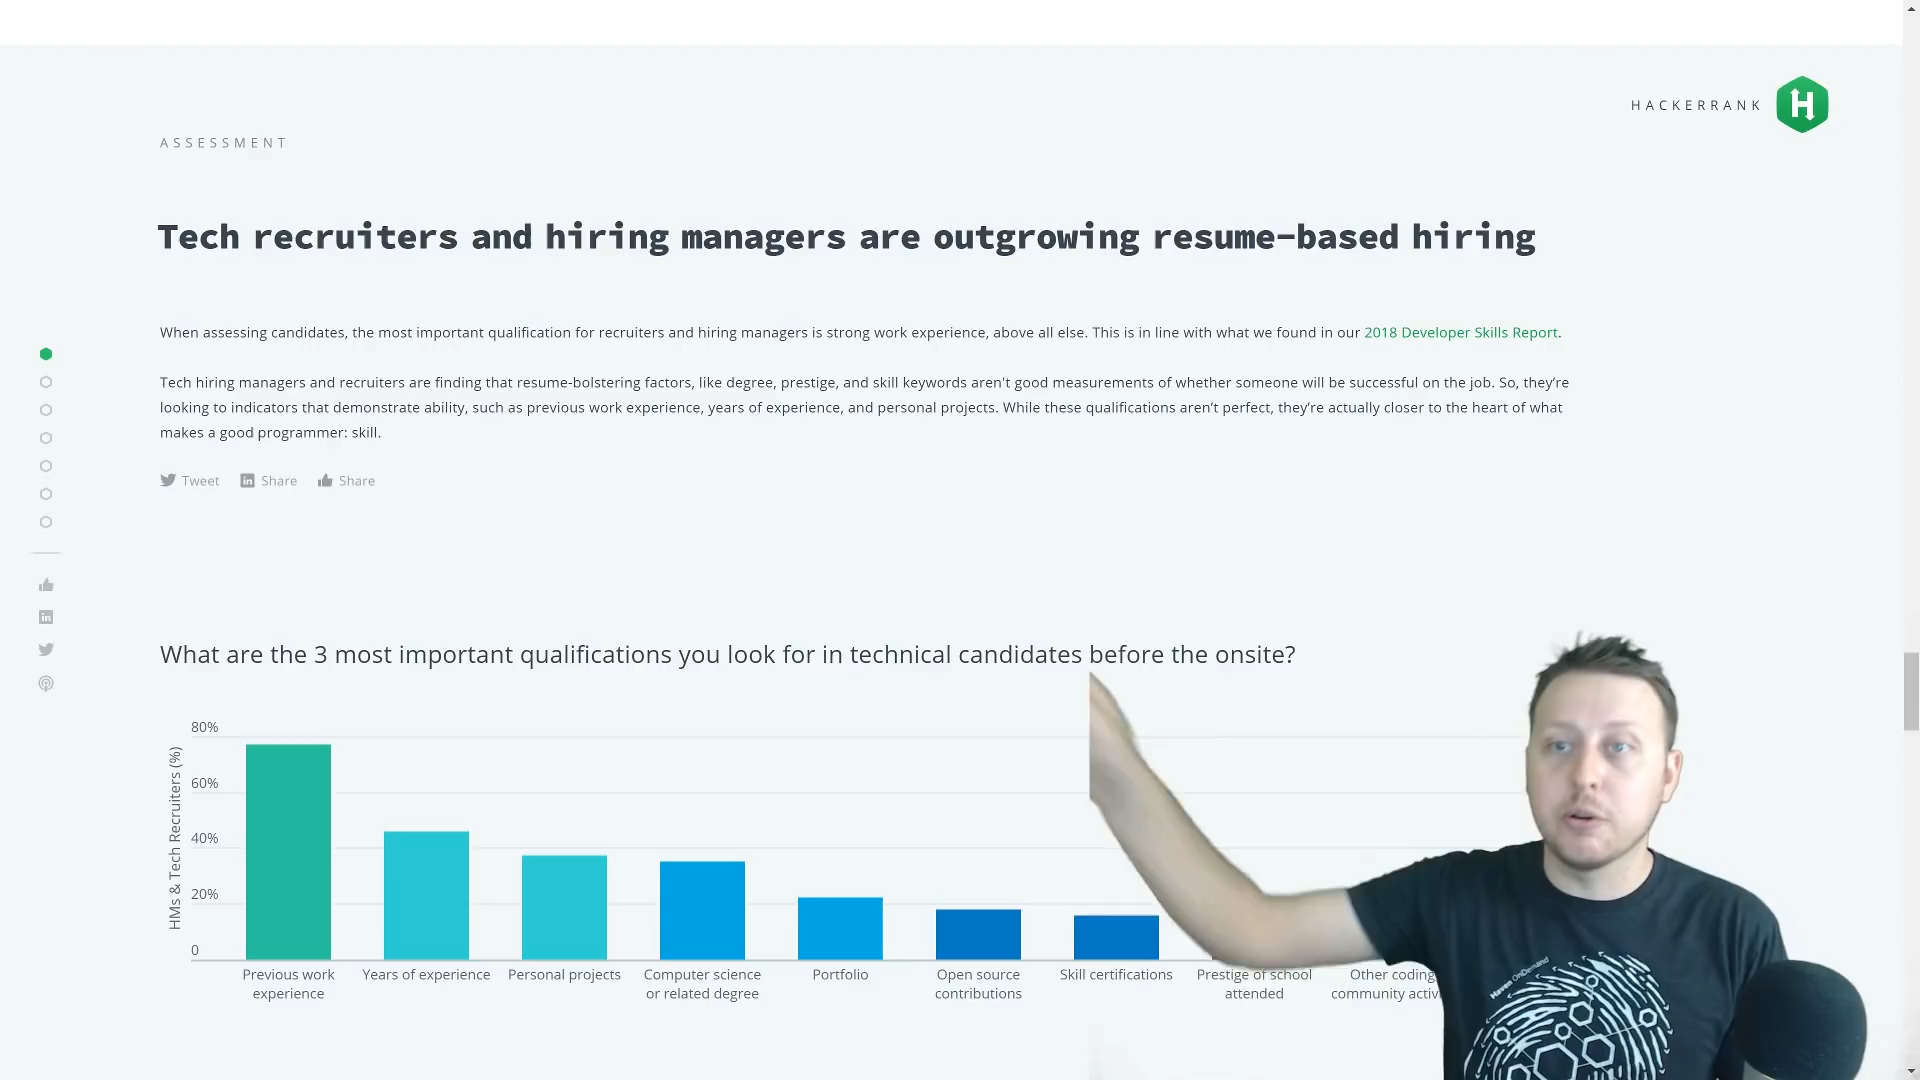 HACKERRANK
ASSESSMENT
Tech recruiters and hiring managers are outgrowing resume-based hiring
When assessing candidates, the most important qualification for recruiters and hiring managers is strong work experience, above all else. This is in line with what we found in our 2018 Developer Skills Report.
Tech hiring managers and recruiters are finding that resume-bolstering factors, like degree, prestige, and skill keywords aren't good measurements of whether someone will be successful on the job. So, they’re
looking to indicators that demonstrate ability, such as previous work experience, years of experience, and personal projects. While these qualifications aren’t perfect, they’re actually closer to the heart of what
makes a good programmer: skill.
Tweet Share Share
What are the 3 most important qualifications you look for in technical candidates before the onsite?
HMs & Tech Recruiters (%)
80%
60%
40%
20%
0
Previous work
experience
Years of experience
Personal projects
Computer science
or related degree
Portfolio
Open source
contributions
Skill certifications
Prestige of school
attended
Other coding
community
Haven OnDemand